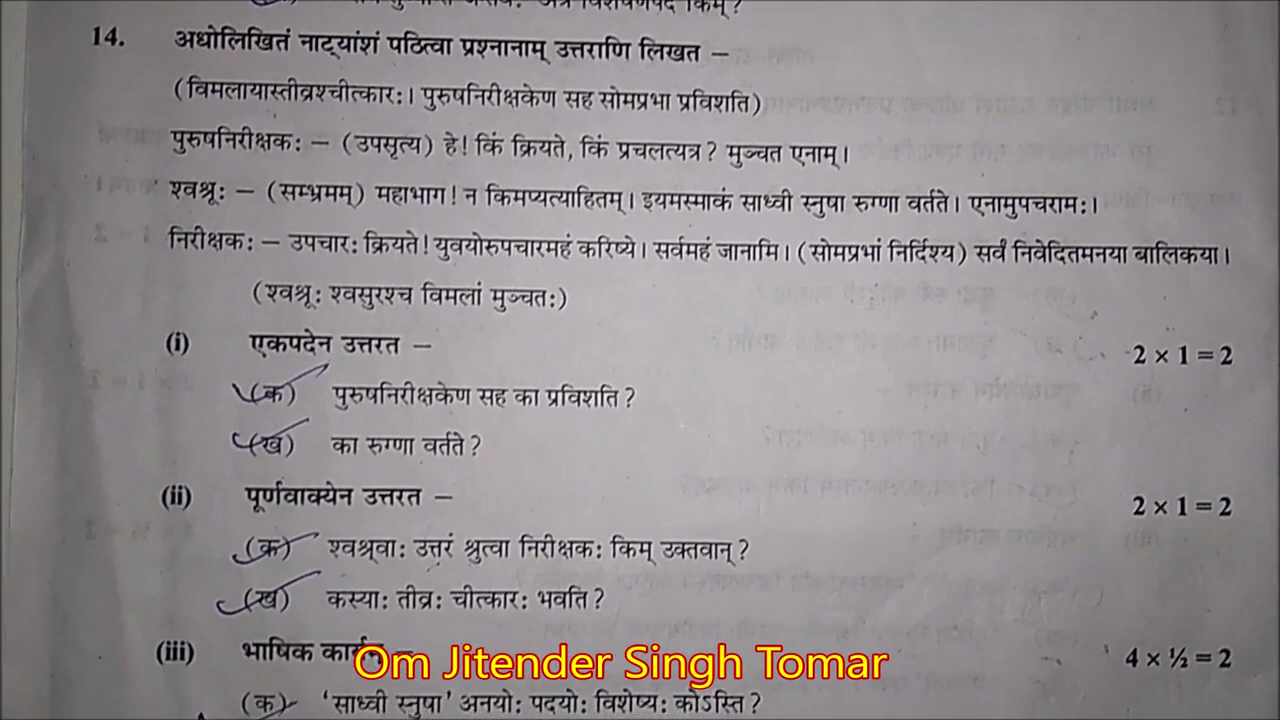 14. अधोलिखितं नाट्यांशं पठित्वा प्रश्नानाम् उत्तराणि लिखत –
(विमलायास्तीव्रश्चीत्कारः। पुरुषनिरीक्षकेण सह सोमप्रभा प्रविशति)
पुरुषनिरीक्षकः – (उपसृत्य) हे! किं क्रियते, किं प्रचलत्यत्र? मुञ्चत एनाम्।
श्वश्रूः – (सम्भ्रमम्) महाभाग! न किमप्यत्याहितम्। इयमस्माकं साध्वी स्नुषा रुग्णा वर्तते। एनामुपचरामः।
निरीक्षकः – उपचारः क्रियते! युवयोरुपचारमहं करिष्ये। सर्वमहं जानामि। (सोमप्रभां निर्दिश्य) सर्वं निवेदितमनया बालिकया।
(श्वश्रूः श्वसुरश्च विमलां मुञ्चतः)
(i) एकपदेन उत्तरत – 2 × 1 = 2
(क) पुरुषनिरीक्षकेण सह का प्रविशति?
(ख) का रुग्णा वर्तते?
(ii) पूर्णवाक्येन उत्तरत – 2 × 1 = 2
(क) श्वश्र्वाः उत्तरं श्रुत्वा निरीक्षकः किम् उक्तवान्?
(ख) कस्याः तीव्रः चीत्कारः भवति?
(iii) भाषिक कार्यम् – 4 × ½ = 2
Om Jitender Singh Tomar
(क) 'साध्वी स्नुषा' अनयोः पदयोः विशेष्यः कोऽस्ति?